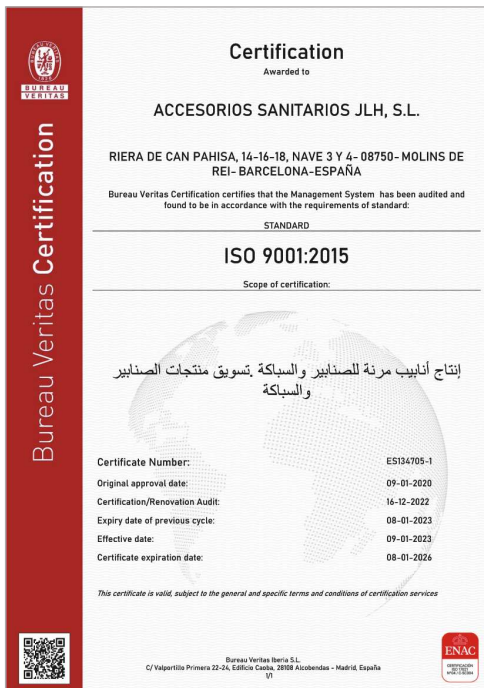 BUREAU
VERITAS
Bureau Veritas Certification
Certification
Awarded to
ACCESORIOS SANITARIOS JLH, S.L.
RIERA DE CAN PAHISA, 14-16-18, NAVE 3 Y 4- 08750- MOLINS DE
REI- BARCELONA-ESPAÑA
Bureau Veritas Certification certifies that the Management System has been audited and
found to be in accordance with the requirements of standard:
STANDARD
ISO 9001:2015
Scope of certification:
إنتاج أنابيب مرنة للصنابير والسباكة .تسويق منتجات الصنابير
والسباكة
Certificate Number: ES134705-1
Original approval date: 09-01-2020
Certification/Renovation Audit: 16-12-2022
Expiry date of previous cycle: 08-01-2023
Effective date: 09-01-2023
Certificate expiration date: 08-01-2026
This certificate is valid, subject to the general and specific terms and conditions of certification services
Bureau Veritas Iberia S.L.
C/ Valportillo Primera 22-24, Edificio Caoba, 28108 Alcobendas - Madrid, España
1/1
ENAC
CERTIFICACIÓN